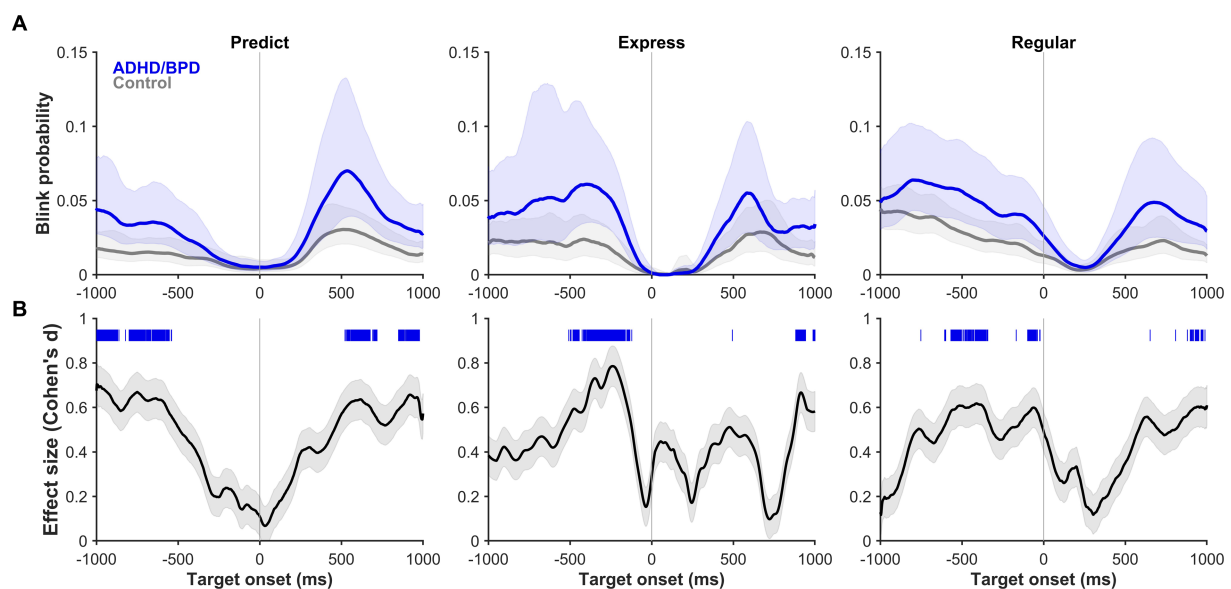 A
Predict
Express
Regular
0.15
0.15
0.15
ADHD/BPD
Control
0.1
0.1
0.1
0.05
0.05
0.05
0
0
0
Blink probability
-1000 -500 0 500 1000
-1000 -500 0 500 1000
-1000 -500 0 500 1000
B
1
1
1
0.8
0.8
0.8
0.6
0.6
0.6
0.4
0.4
0.4
0.2
0.2
0.2
0
0
0
Effect size (Cohen's d)
-1000 -500 0 500 1000
-1000 -500 0 500 1000
-1000 -500 0 500 1000
Target onset (ms)
Target onset (ms)
Target onset (ms)